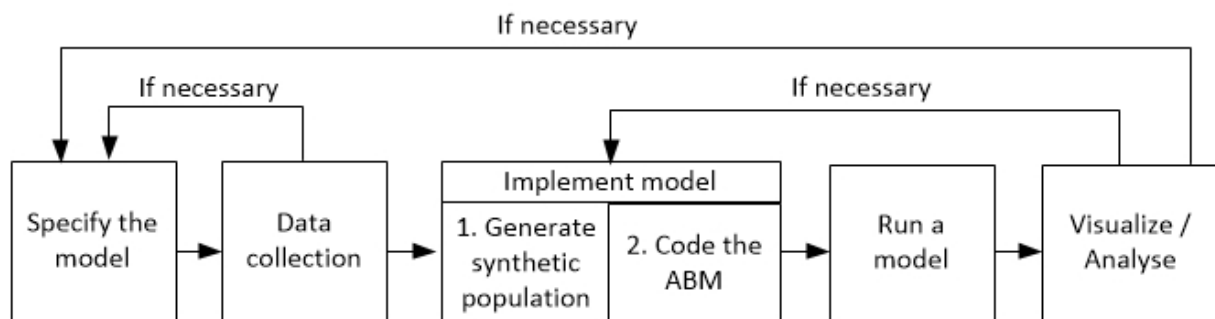 If necessary
If necessary
If necessary
Specify the
model
Data
collection
Implement model
1. Generate
synthetic
population
2. Code the
ABM
Run a
model
Visualize /
Analyse